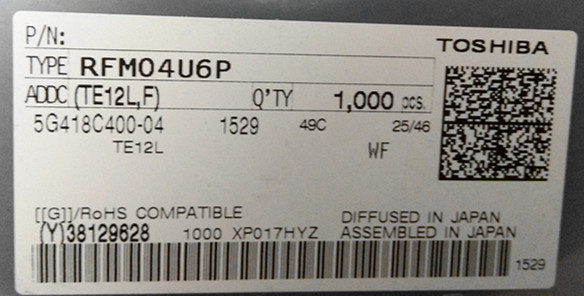 P/N:
TOSHIBA
TYPE RFM04U6P
ADDC (TE12L,F) Q'TY 1,000 pcs.
5G418C400-04 1529 49C 25/46
TE12L WF
[[G]]/RoHS COMPATIBLE DIFFUSED IN JAPAN
(Y)38129628 1000 XP017HYZ ASSEMBLED IN JAPAN
1529